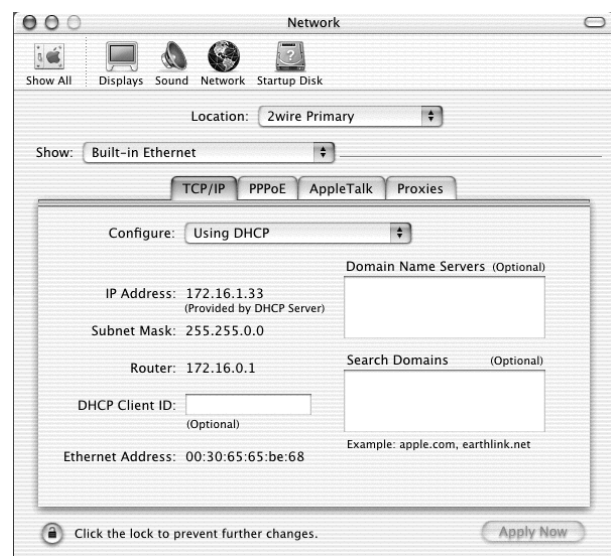 Network
Show All Displays Sound Network Startup Disk
Location: 2wire Primary
Show: Built-in Ethernet
TCP/IP PPPoE AppleTalk Proxies
Configure: Using DHCP
Domain Name Servers (Optional)
IP Address: 172.16.1.33
(Provided by DHCP Server)
Subnet Mask: 255.255.0.0
Router: 172.16.0.1
Search Domains (Optional)
DHCP Client ID:
(Optional)
Example: apple.com, earthlink.net
Ethernet Address: 00:30:65:65:be:68
Click the lock to prevent further changes.
Apply Now